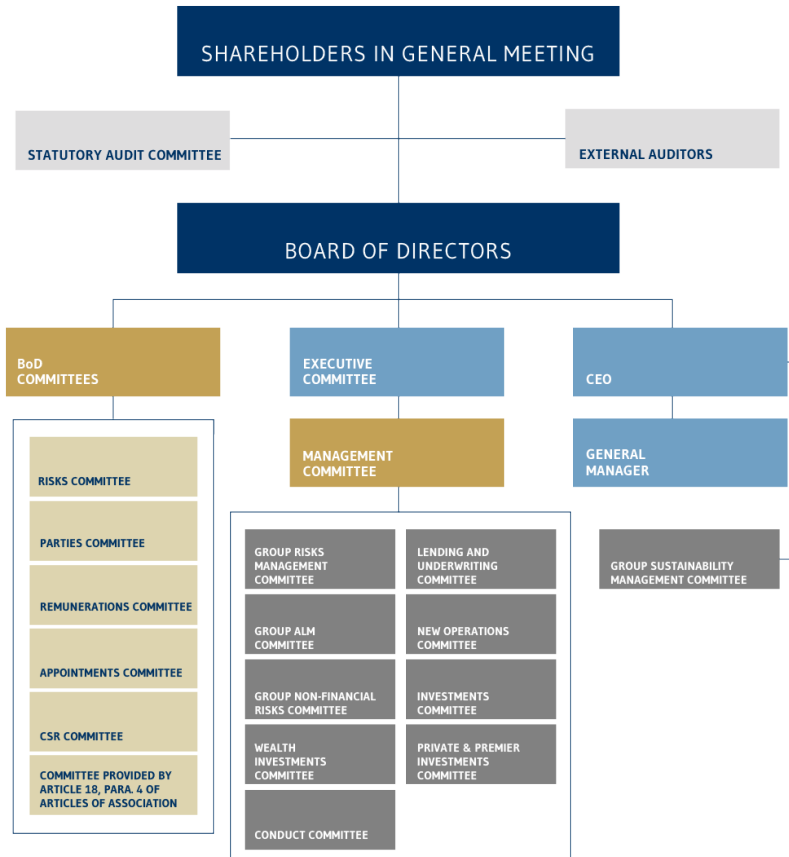 SHAREHOLDERS IN GENERAL MEETING
STATUTORY AUDIT COMMITTEE
EXTERNAL AUDITORS
BOARD OF DIRECTORS
BoD
COMMITTEES
EXECUTIVE
COMMITTEE
CEO
MANAGEMENT
COMMITTEE
GENERAL
MANAGER
RISKS COMMITTEE
PARTIES COMMITTEE
REMUNERATIONS COMMITTEE
APPOINTMENTS COMMITTEE
CSR COMMITTEE
COMMITTEE PROVIDED BY
ARTICLE 18, PARA. 4 OF
ARTICLES OF ASSOCIATION
GROUP RISKS
MANAGEMENT
COMMITTEE
LENDING AND
UNDERWRITING
COMMITTEE
GROUP ALM
COMMITTEE
NEW OPERATIONS
COMMITTEE
GROUP NON-FINANCIAL
RISKS COMMITTEE
INVESTMENTS
COMMITTEE
WEALTH
INVESTMENTS
COMMITTEE
PRIVATE & PREMIER
INVESTMENTS
COMMITTEE
CONDUCT COMMITTEE
GROUP SUSTAINABILITY
MANAGEMENT COMMITTEE